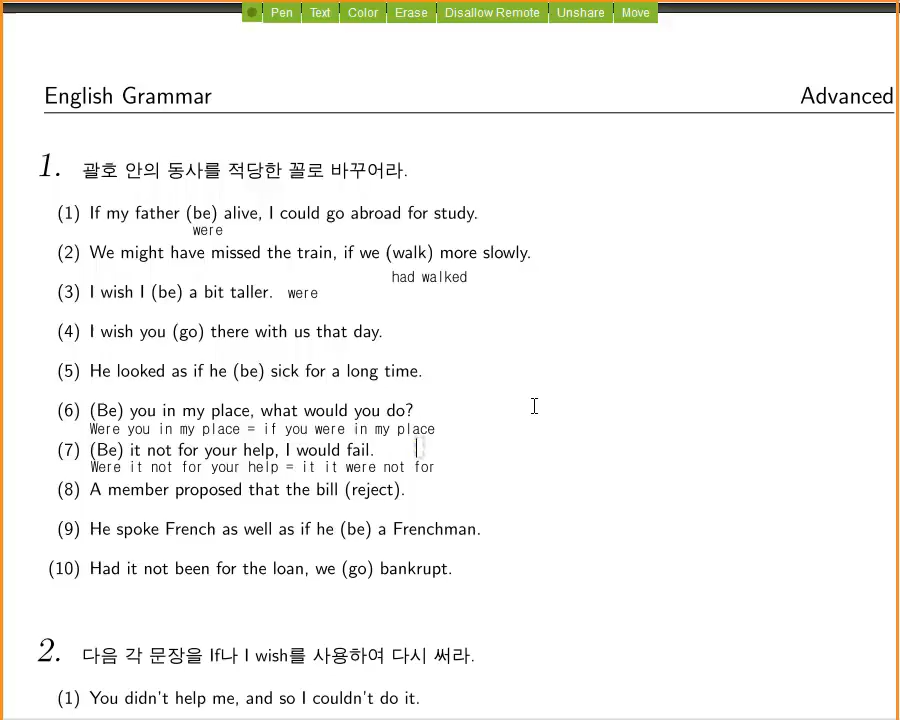 Pen Text Color Erase Disallow Remote Unshare Move
English Grammar Advanced
1. 괄호 안의 동사를 적당한 꼴로 바꾸어라.
(1) If my father (be) alive, I could go abroad for study.
were
(2) We might have missed the train, if we (walk) more slowly.
had walked
(3) I wish I (be) a bit taller. were
(4) I wish you (go) there with us that day.
(5) He looked as if he (be) sick for a long time.
(6) (Be) you in my place, what would you do?
Were you in my place = if you were in my place
(7) (Be) it not for your help, I would fail.
Were it not for your help = it it were not for
(8) A member proposed that the bill (reject).
(9) He spoke French as well as if he (be) a Frenchman.
(10) Had it not been for the loan, we (go) bankrupt.
2. 다음 각 문장을 If나 I wish를 사용하여 다시 써라.
(1) You didn't help me, and so I couldn't do it.